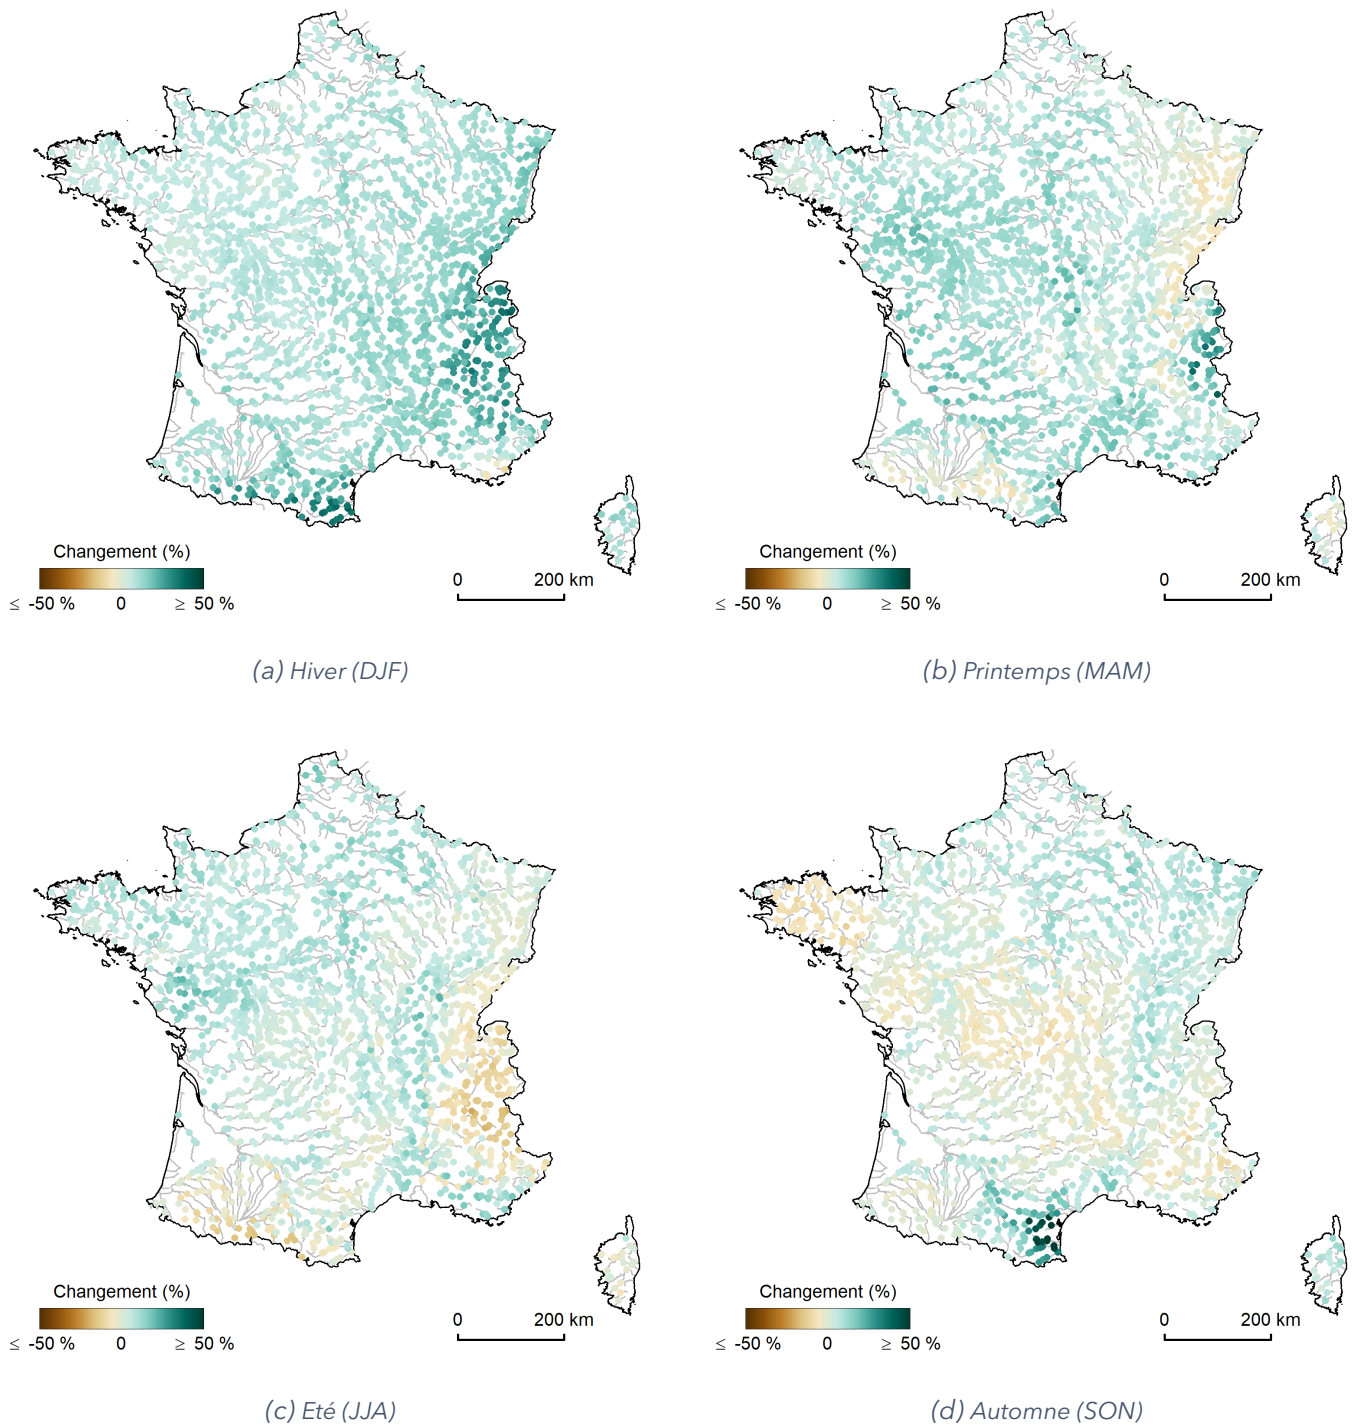 Changement (%)
≤ -50 % 0 ≥ 50 %
0 200 km
(a) Hiver (DJF)
Changement (%)
≤ -50 % 0 ≥ 50 %
0 200 km
(b) Printemps (MAM)
Changement (%)
≤ -50 % 0 ≥ 50 %
0 200 km
(c) Eté (JJA)
Changement (%)
≤ -50 % 0 ≥ 50 %
0 200 km
(d) Automne (SON)